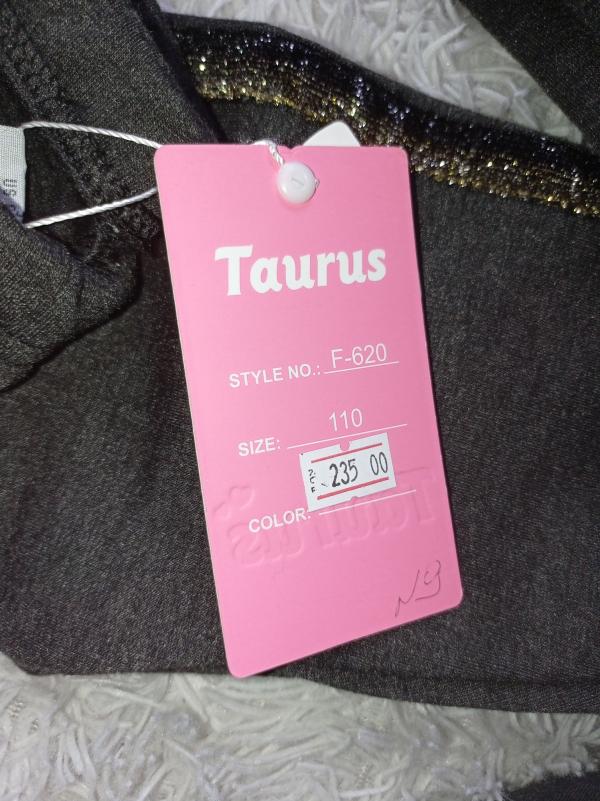 Taurus
STYLE NO.: F-620
SIZE: 110
235 00
COLOR: